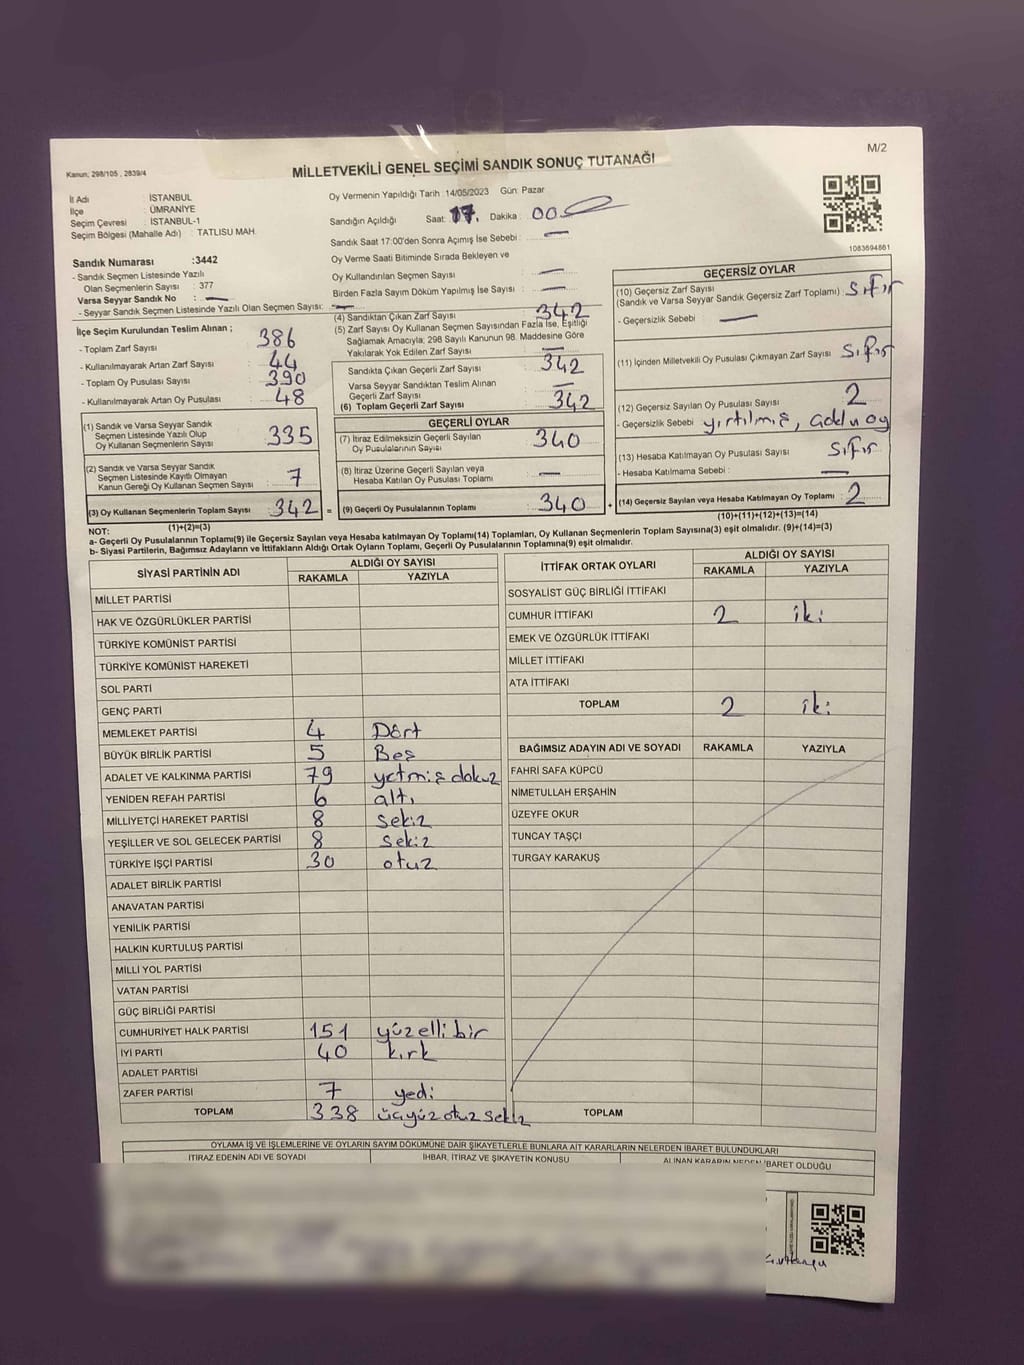 M/2
Kanun; 298/105 , 2839/4
MİLLETVEKİLİ GENEL SEÇİMİ SANDIK SONUÇ TUTANAĞI
İl Adı : İSTANBUL
İlçe : ÜMRANİYE
Seçim Çevresi : İSTANBUL-1
Seçim Bölgesi (Mahalle Adı) : TATLISU MAH.
Oy Vermenin Yapıldığı Tarih : 14/05/2023 Gün: Pazar
Sandığın Açıldığı Saat: 17. Dakika : 00
Sandık Saat 17:00'den Sonra Açımış İse Sebebi : —
Oy Verme Saati Bitiminde Sırada Bekleyen ve
Oy Kullandırılan Seçmen Sayısı : —
Birden Fazla Sayım Döküm Yapılmış İse Sayısı : —
1083694861
Sandık Numarası :3442
- Sandık Seçmen Listesinde Yazılı
Olan Seçmenlerin Sayısı : 377
Varsa Seyyar Sandık No : —
- Seyyar Sandık Seçmen Listesinde Yazılı Olan Seçmen Sayısı: —
İlçe Seçim Kurulundan Teslim Alınan ;
- Toplam Zarf Sayısı : 386
- Kullanılmayarak Artan Zarf Sayısı : 44
- Toplam Oy Pusulası Sayısı : 390
- Kullanılmayarak Artan Oy Pusulası : 48
(1) Sandık ve Varsa Seyyar Sandık
Seçmen Listesinde Yazılı Olup
Oy Kullanan Seçmenlerin Sayısı : 335
(2) Sandık ve Varsa Seyyar Sandık
Seçmen Listesinde Kayıtlı Olmayan
Kanun Gereği Oy Kullanan Seçmen Sayısı : 7
(3) Oy Kullanan Seçmenlerin Toplam Sayısı : 342 =
(1)+(2)=(3)
(4) Sandıktan Çıkan Zarf Sayısı : 342
(5) Zarf Sayısı Oy Kullanan Seçmen Sayısından Fazla İse, Eşitliği
Sağlamak Amacıyla; 298 Sayılı Kanunun 98. Maddesine Göre
Yakılarak Yok Edilen Zarf Sayısı : —
Sandıkta Çıkan Geçerli Zarf Sayısı : 342
Varsa Seyyar Sandıktan Teslim Alınan
Geçerli Zarf Sayısı : —
(6) Toplam Geçerli Zarf Sayısı : 342
GEÇERLİ OYLAR
(7) İtiraz Edilmeksizin Geçerli Sayılan
Oy Pusulalarının Sayısı : 340
(8) İtiraz Üzerine Geçerli Sayılan veya
Hesaba Katılan Oy Pusulası Toplamı : —
(9) Geçerli Oy Pusulalarının Toplamı : 340 +
GEÇERSİZ OYLAR
(10) Geçersiz Zarf Sayısı : sıfır
(Sandık ve Varsa Seyyar Sandık Geçersiz Zarf Toplamı)
- Geçersizlik Sebebi : —
(11) İçinden Milletvekili Oy Pusulası Çıkmayan Zarf Sayısı : sıfır
(12) Geçersiz Sayılan Oy Pusulası Sayısı : 2
- Geçersizlik Sebebi : yırtılmış,
(13) Hesaba Katılmayan Oy Pusulası Sayısı : sıfır
- Hesaba Katılmama Sebebi : —
(14) Geçersiz Sayılan veya Hesaba Katılmayan Oy Toplamı : 2
(10)+(11)+(12)+(13)=(14)
NOT:
a- Geçerli Oy Pusulalarının Toplamı(9) ile Geçersiz Sayılan veya Hesaba Katılmayan Oy Toplamı(14) Toplamları, Oy Kullanan Seçmenlerin Toplam Sayısına(3) eşit olmalıdır. (9)+(14)=(3)
b- Siyasi Partilerin, Bağımsız Adayların ve İttifakların Aldığı Ortak Oyların Toplamı, Geçerli Oy Pusulalarının Toplamına(9) eşit olmalıdır.
SİYASİ PARTİNİN ADI ALDIĞI OY SAYISI
RAKAMLA YAZIYLA
MİLLET PARTİSİ
HAK VE ÖZGÜRLÜKLER PARTİSİ
TÜRKİYE KOMÜNİST PARTİSİ
TÜRKİYE KOMÜNİST HAREKETİ
SOL PARTİ
GENÇ PARTİ
MEMLEKET PARTİSİ 4 Dört
BÜYÜK BİRLİK PARTİSİ 5 Beş
ADALET VE KALKINMA PARTİSİ 79 yetmiş dokuz
YENİDEN REFAH PARTİSİ 6 altı
MİLLİYETÇİ HAREKET PARTİSİ 8 sekiz
YEŞİLLER VE SOL GELECEK PARTİSİ 8 sekiz
TÜRKİYE İŞÇİ PARTİSİ 30 otuz
ADALET BİRLİK PARTİSİ
ANAVATAN PARTİSİ
YENİLİK PARTİSİ
HALKIN KURTULUŞ PARTİSİ
MİLLİ YOL PARTİSİ
VATAN PARTİSİ
GÜÇ BİRLİĞİ PARTİSİ
CUMHURİYET HALK PARTİSİ 151 yüzelli bir
İYİ PARTİ 40 kırk
ADALET PARTİSİ
ZAFER PARTİSİ 7 yedi
TOPLAM 338 üçyüz otuz sekiz
İTTİFAK ORTAK OYLARI ALDIĞI OY SAYISI
RAKAMLA YAZIYLA
SOSYALİST GÜÇ BİRLİĞİ İTTİFAKI
CUMHUR İTTİFAKI 2 iki
EMEK VE ÖZGÜRLÜK İTTİFAKI
MİLLET İTTİFAKI
ATA İTTİFAKI
TOPLAM 2 iki
BAĞIMSIZ ADAYIN ADI VE SOYADI RAKAMLA YAZIYLA
FAHRİ SAFA KÜPCÜ
NİMETULLAH ERŞAHİN
ÜZEYFE OKUR
TUNCAY TAŞÇI
TURGAY KARAKUŞ
TOPLAM
OYLAMA İŞ VE İŞLEMLERİNE VE OYLARIN SAYIM DÖKÜMÜNE DAİR ŞİKAYETLERLE BUNLARA AİT KARARLARIN NELERDEN İBARET BULUNDUKLARI
İTİRAZ EDENİN ADI VE SOYADI İHBAR, İTİRAZ VE ŞİKAYETİN KONUSU ALINAN KARARIN NEDEN İBARET OLDUĞU